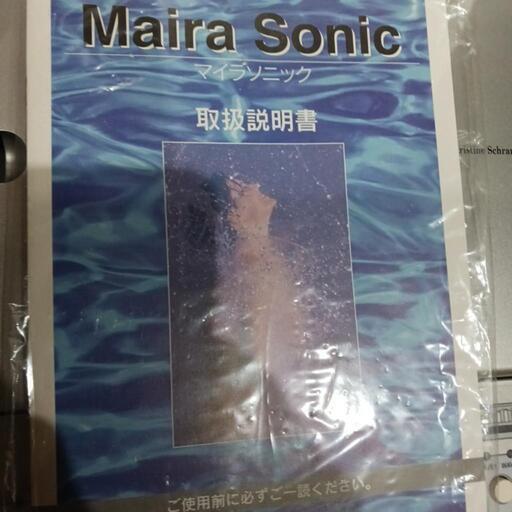 Maira Sonic
マイラソニック
取扱説明書
ristine Schra
ご使用前に必ずご一読ください。